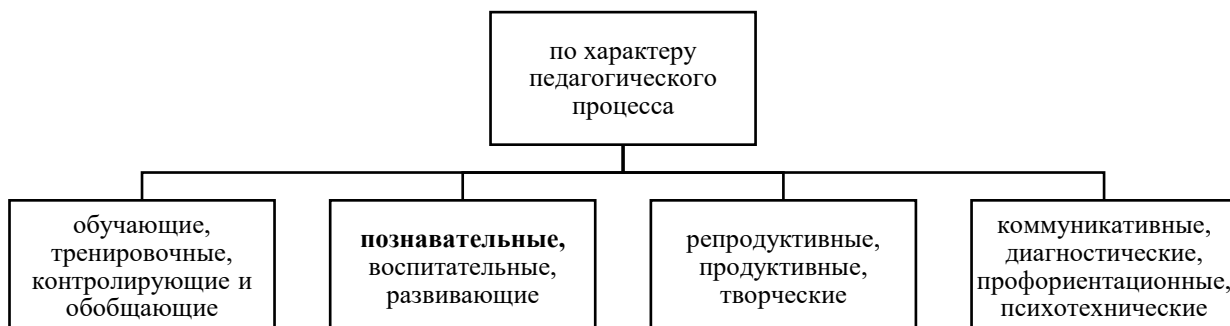 по характеру
педагогического
процесса
обучающие,
тренировочные,
контролирующие и
обобщающие
познавательные,
воспитательные,
развивающие
репродуктивные,
продуктивные,
творческие
коммуникативные,
диагностические,
профориентационные,
психотехнические